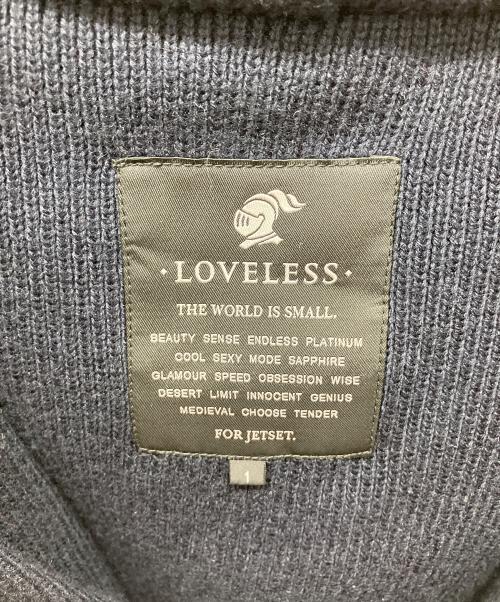 · LOVELESS ·
THE WORLD IS SMALL.
BEAUTY SENSE ENDLESS PLATINUM
COOL SEXY MODE SAPPHIRE
GLAMOUR SPEED OBSESSION WISE
DESERT LIMIT INNOCENT GENIUS
MEDIEVAL CHOOSE TENDER
FOR JETSET.
1